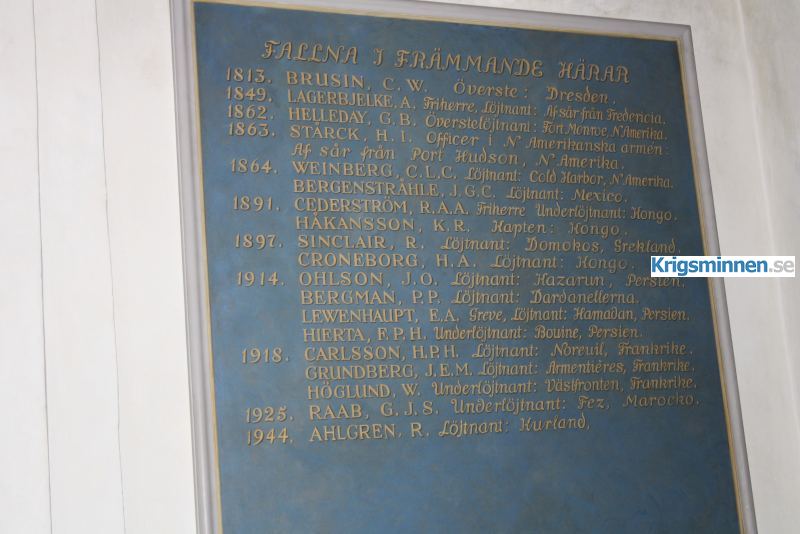 FALLNA I FRÄMMANDE HÄRAR
1813. BRUSIN, C. W. Överste: Dresden.
1849. LAGERBJELKE, A. Friherre, Löjtnant: Af sår från Fredericia.
1862. HELLEDAY, G. B. Överstelöjtnant: Fort Monroe, N. Amerika.
1863. STÅRCK, H. I. Officer i N. Amerikanska armén:
Af sår från Port Hudson, N. Amerika.
1864. WEINBERG, C. L. C. Löjtnant: Cold Harbor, N. Amerika.
BERGENSTRÅHLE, J. G. C. Löjtnant: Mexico.
1891. CEDERSTRÖM, R. A. A. Friherre Underlöjtnant: Kongo.
HÅKANSSON, K. R. Kapten: Kongo.
1897. SINCLAIR, R. Löjtnant: Domokos, Grekland.
CRONEBORG, H. A. Löjtnant: Kongo.
1914. OHLSON, J. O. Löjtnant: Kazarun, Persien.
BERGMAN, P. P. Löjtnant: Dardanellerna.
LEWENHAUPT, E. A. Greve, Löjtnant: Hamadan, Persien.
HIERTA, F. P. H. Underlöjtnant: Bouine, Persien.
1918. CARLSSON, H. P. H. Löjtnant: Noreuil, Frankrike.
GRUNDBERG, J. E. M. Löjtnant: Armentiéres, Frankrike.
HÖGLUND, W. Underlöjtnant: Västfronten, Frankrike.
1925. RAAB, G. J. S. Underlöjtnant: Fez, Marocko.
1944. AHLGREN, R. Löjtnant: Kurland,
Krigsminnen.se